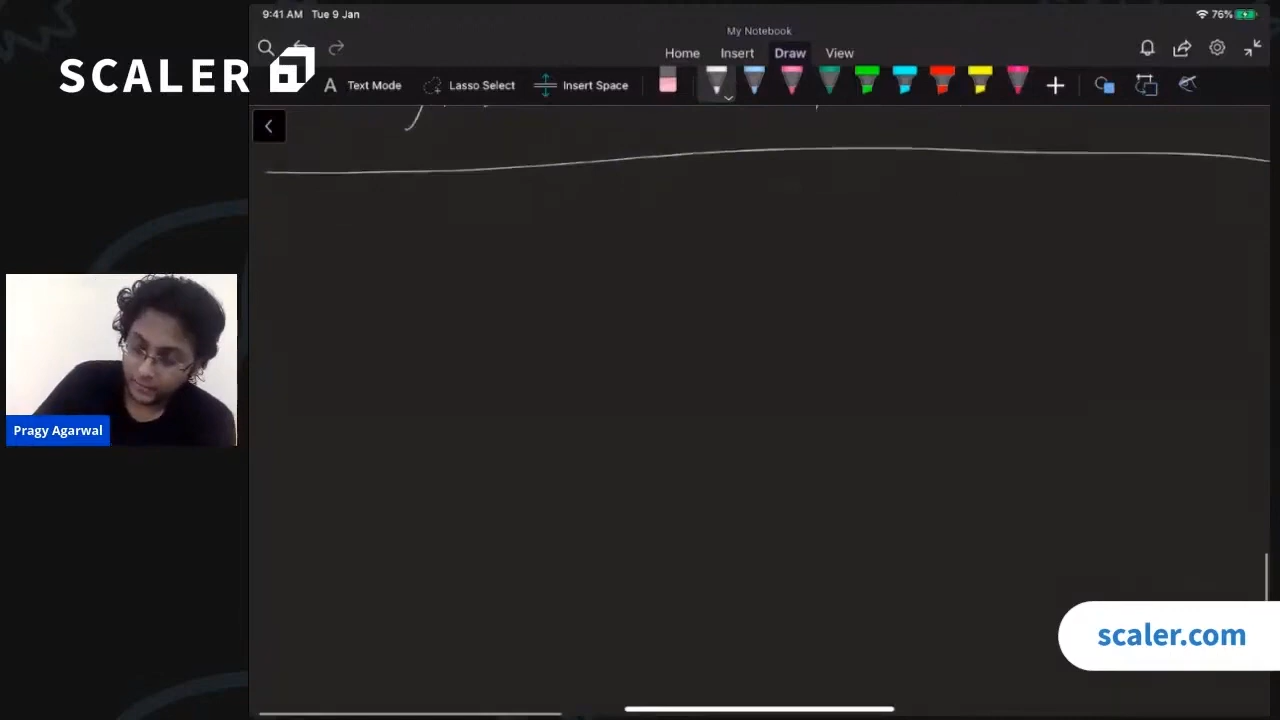 9:41 AM Tue 9 Jan
76%
My Notebook
Home Insert Draw View
SCALER
Text Mode Lasso Select Insert Space
Pragy Agarwal
scaler.com